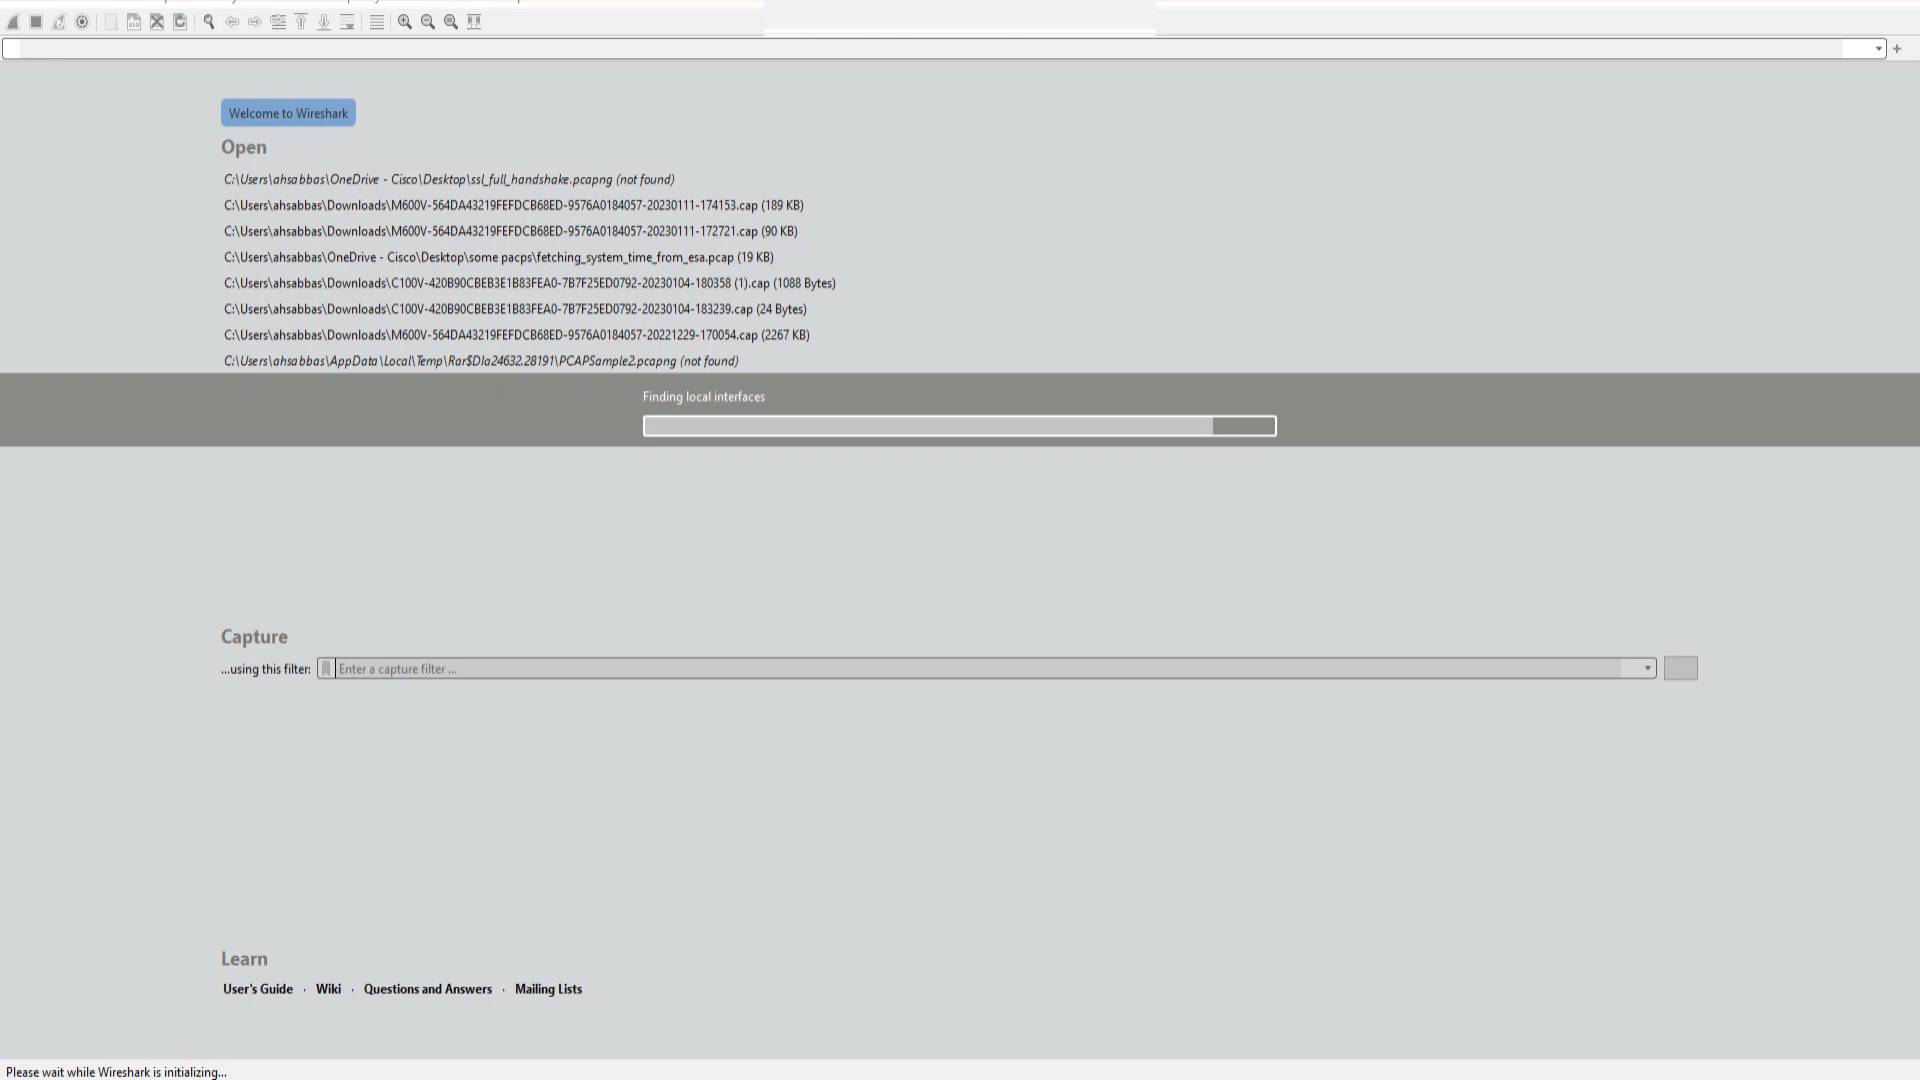 Welcome to Wireshark
Open
C:\Users\ahsabbas\OneDrive - Cisco\Desktop\ssl_full_handshake.pcapng (not found)
C:\Users\ahsabbas\Downloads\M600V-564DA43219FEFDCB68ED-9576A0184057-20230111-174153.cap (189 KB)
C:\Users\ahsabbas\Downloads\M600V-564DA43219FEFDCB68ED-9576A0184057-20230111-172721.cap (90 KB)
C:\Users\ahsabbas\OneDrive - Cisco\Desktop\some pacps\fetching_system_time_from_esa.pcap (19 KB)
C:\Users\ahsabbas\Downloads\C100V-420B90CBEB3E1B83FEA0-7B7F25ED0792-20230104-180358 (1).cap (1088 Bytes)
C:\Users\ahsabbas\Downloads\C100V-420B90CBEB3E1B83FEA0-7B7F25ED0792-20230104-183239.cap (24 Bytes)
C:\Users\ahsabbas\Downloads\M600V-564DA43219FEFDCB68ED-9576A0184057-20221229-170054.cap (2267 KB)
C:\Users\ahsabbas\AppData\Local\Temp\Rar$DIa24632.28191\PCAPSample2.pcapng (not found)
Finding local interfaces
Capture
...using this filter: Enter a capture filter ...
Learn
User's Guide · Wiki · Questions and Answers · Mailing Lists
Please wait while Wireshark is initializing...